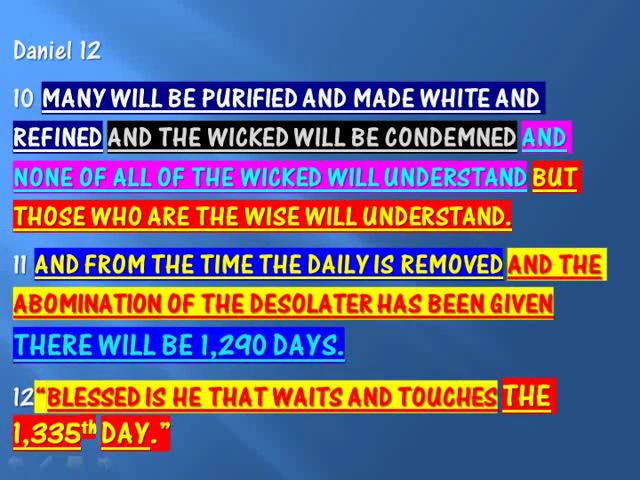 Daniel 12
10 MANY WILL BE PURIFIED AND MADE WHITE AND
REFINED AND THE WICKED WILL BE CONDEMNED AND
NONE OF ALL OF THE WICKED WILL UNDERSTAND BUT
THOSE WHO ARE THE WISE WILL UNDERSTAND.
11 AND FROM THE TIME THE DAILY IS REMOVED AND THE
ABOMINATION OF THE DESOLATER HAS BEEN GIVEN
THERE WILL BE 1,290 DAYS.
12 “BLESSED IS HE THAT WAITS AND TOUCHES THE
1,335th DAY.”